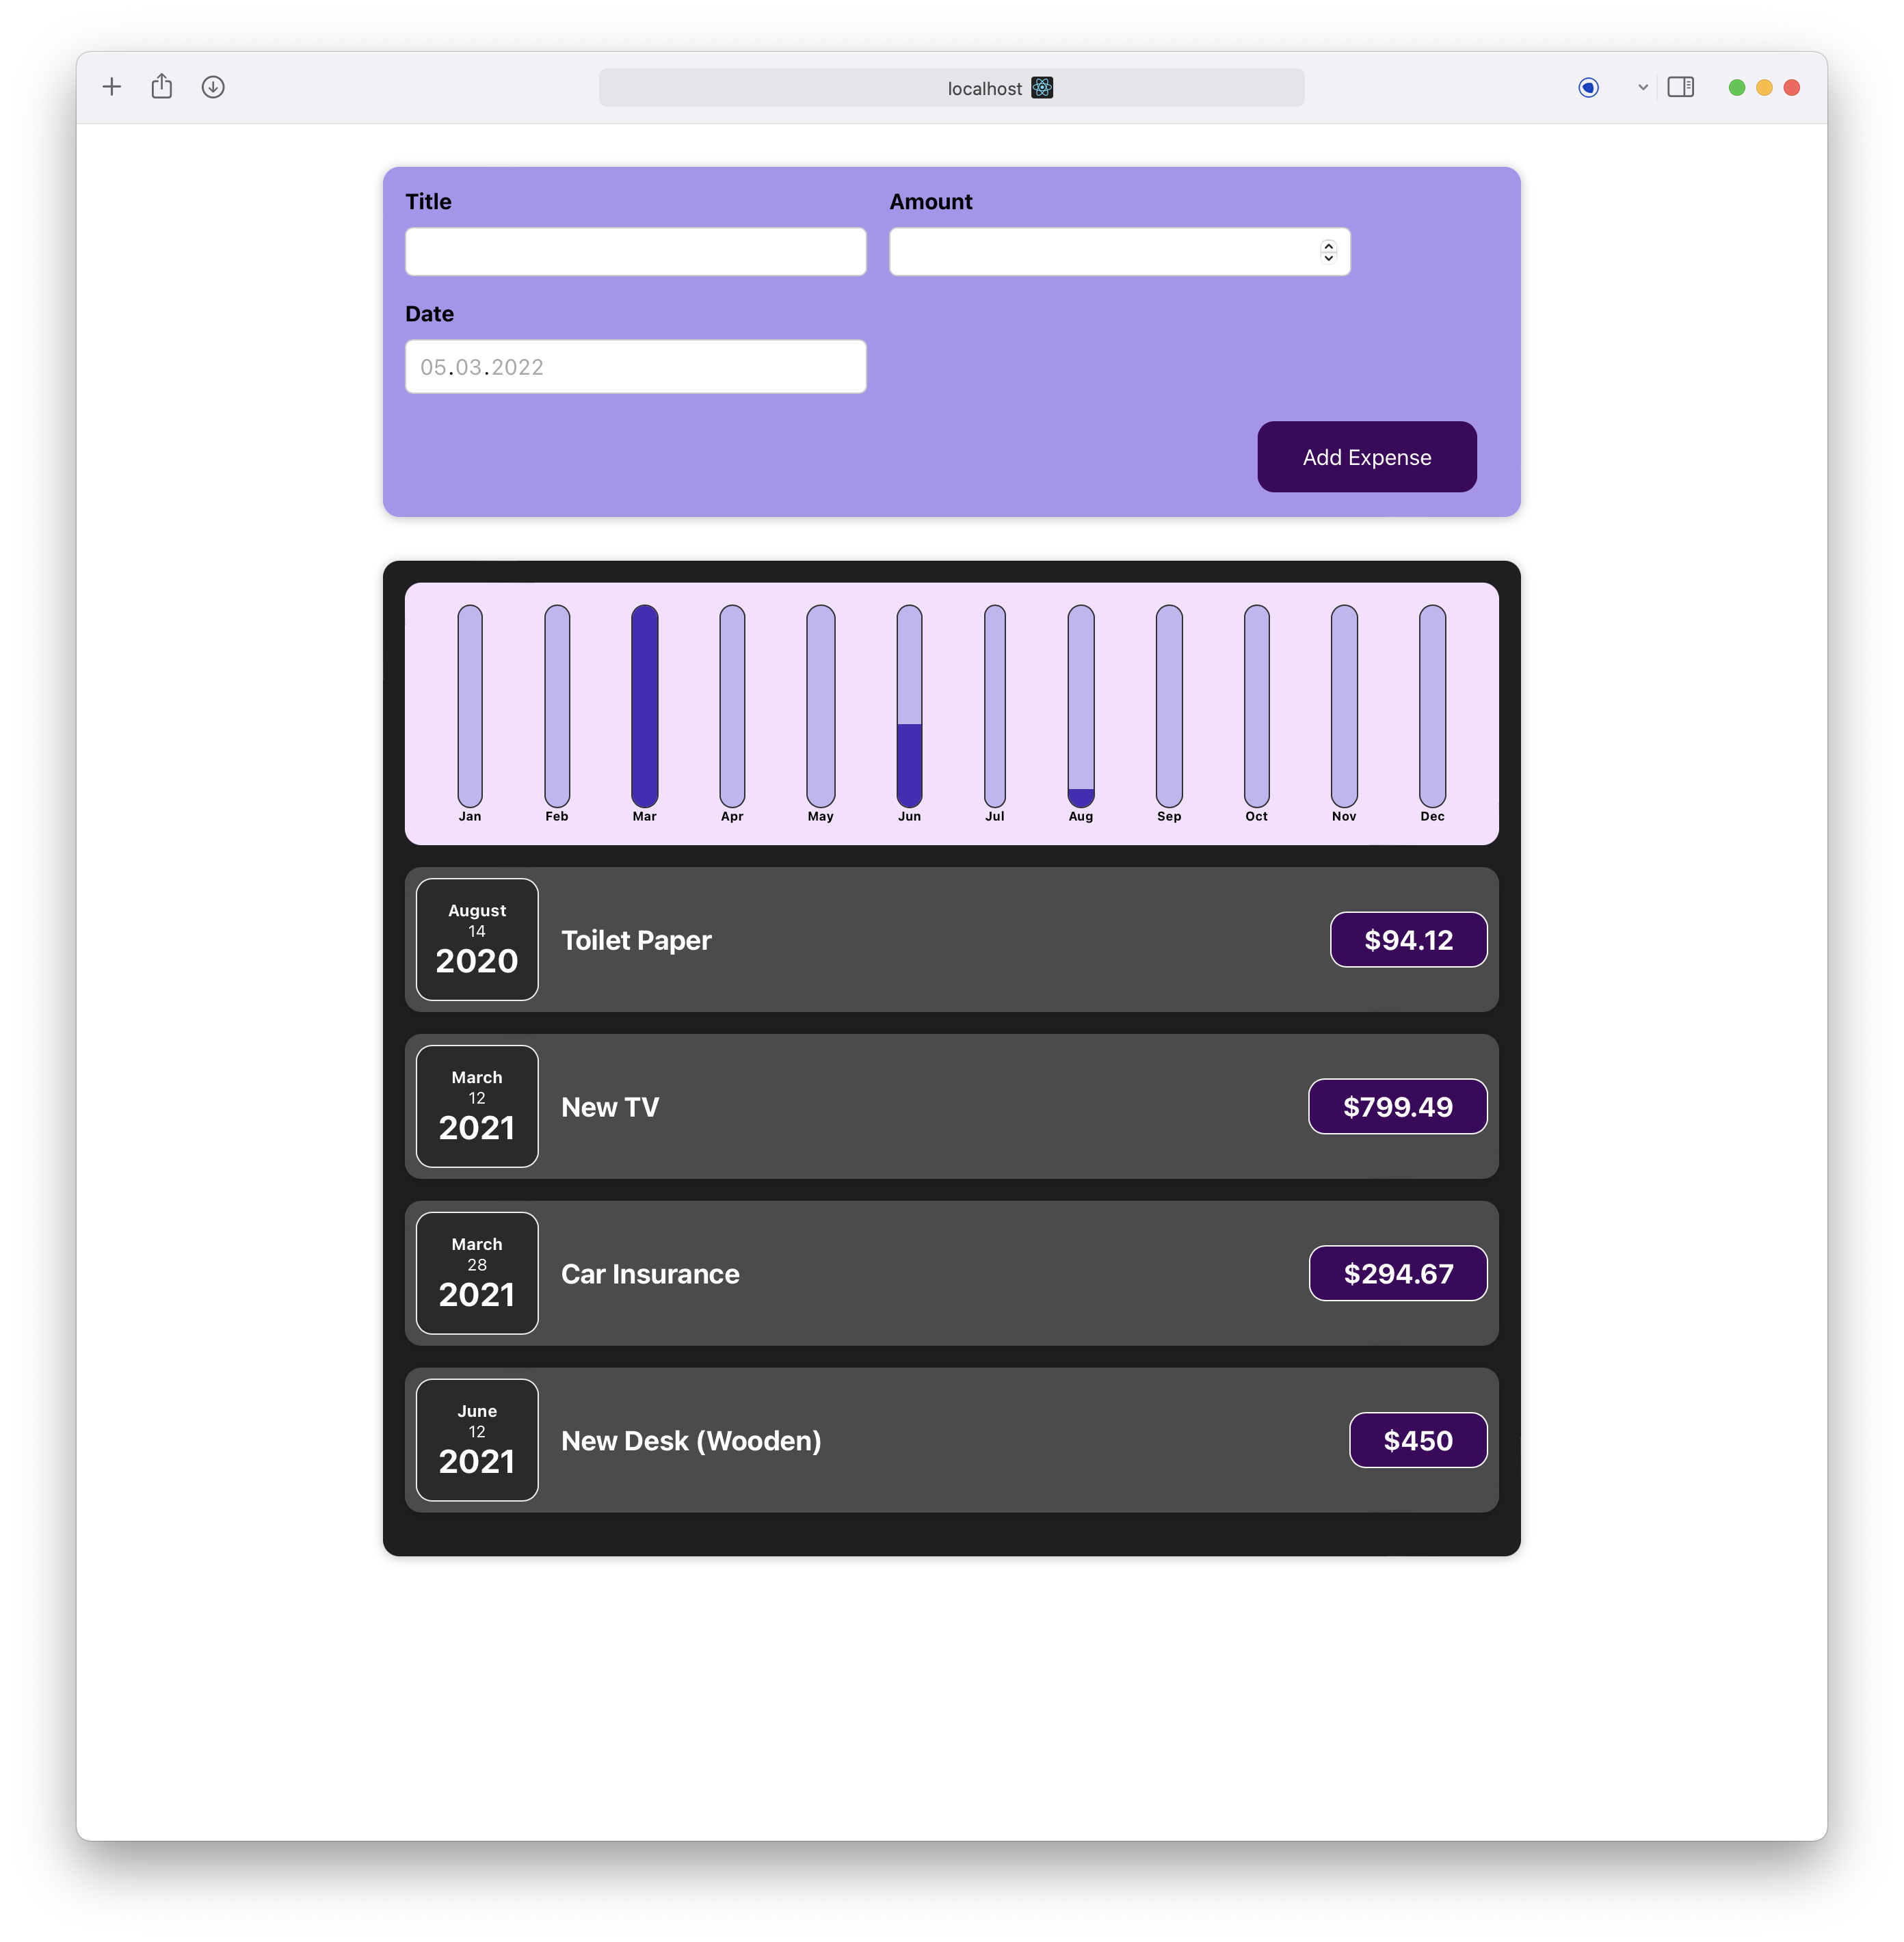 localhost
Title
Amount
Date
05.03.2022
Add Expense
Jan Feb Mar Apr May Jun Jul Aug Sep Oct Nov Dec
August
14
2020
Toilet Paper
$94.12
March
12
2021
New TV
$799.49
March
28
2021
Car Insurance
$294.67
June
12
2021
New Desk (Wooden)
$450